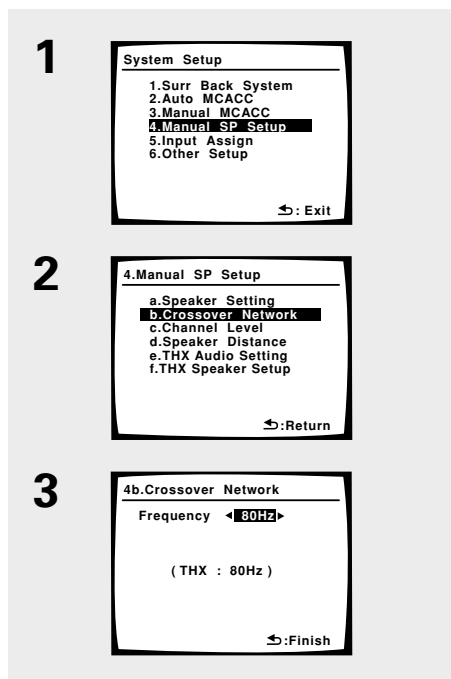 1
System Setup
1.Surr Back System
2.Auto MCACC
3.Manual MCACC
4.Manual SP Setup
5.Input Assign
6.Other Setup
: Exit
2
4.Manual SP Setup
a.Speaker Setting
b.Crossover Network
c.Channel Level
d.Speaker Distance
e.THX Audio Setting
f.THX Speaker Setup
:Return
3
4b.Crossover Network
Frequency 80Hz
( THX : 80Hz )
:Finish